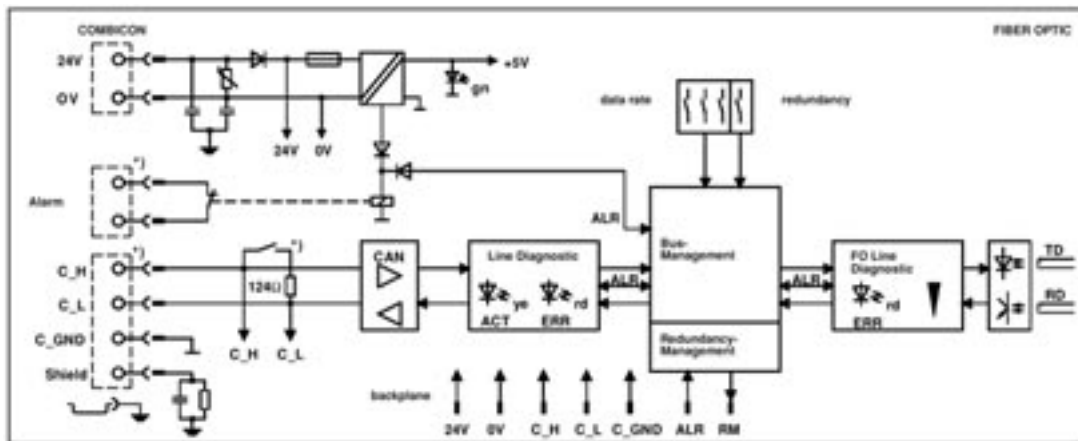 COMBICON
FIBER OPTIC
24V
0V
+5V
gn
data rate
redundancy
24V
0V
*)
Alarm
ALR
Bus-
Management
*)
C_H
*)
124Ω
C_L
C_GND
Shield
C_H
C_L
CAN
Line Diagnostic
ye
rd
ACT
ERR
ALR
ALR
FO Line
Diagnostic
rd
ERR
TD
RD
Redundancy-
Management
backplane
24V
0V
C_H
C_L
C_GND
ALR
RM